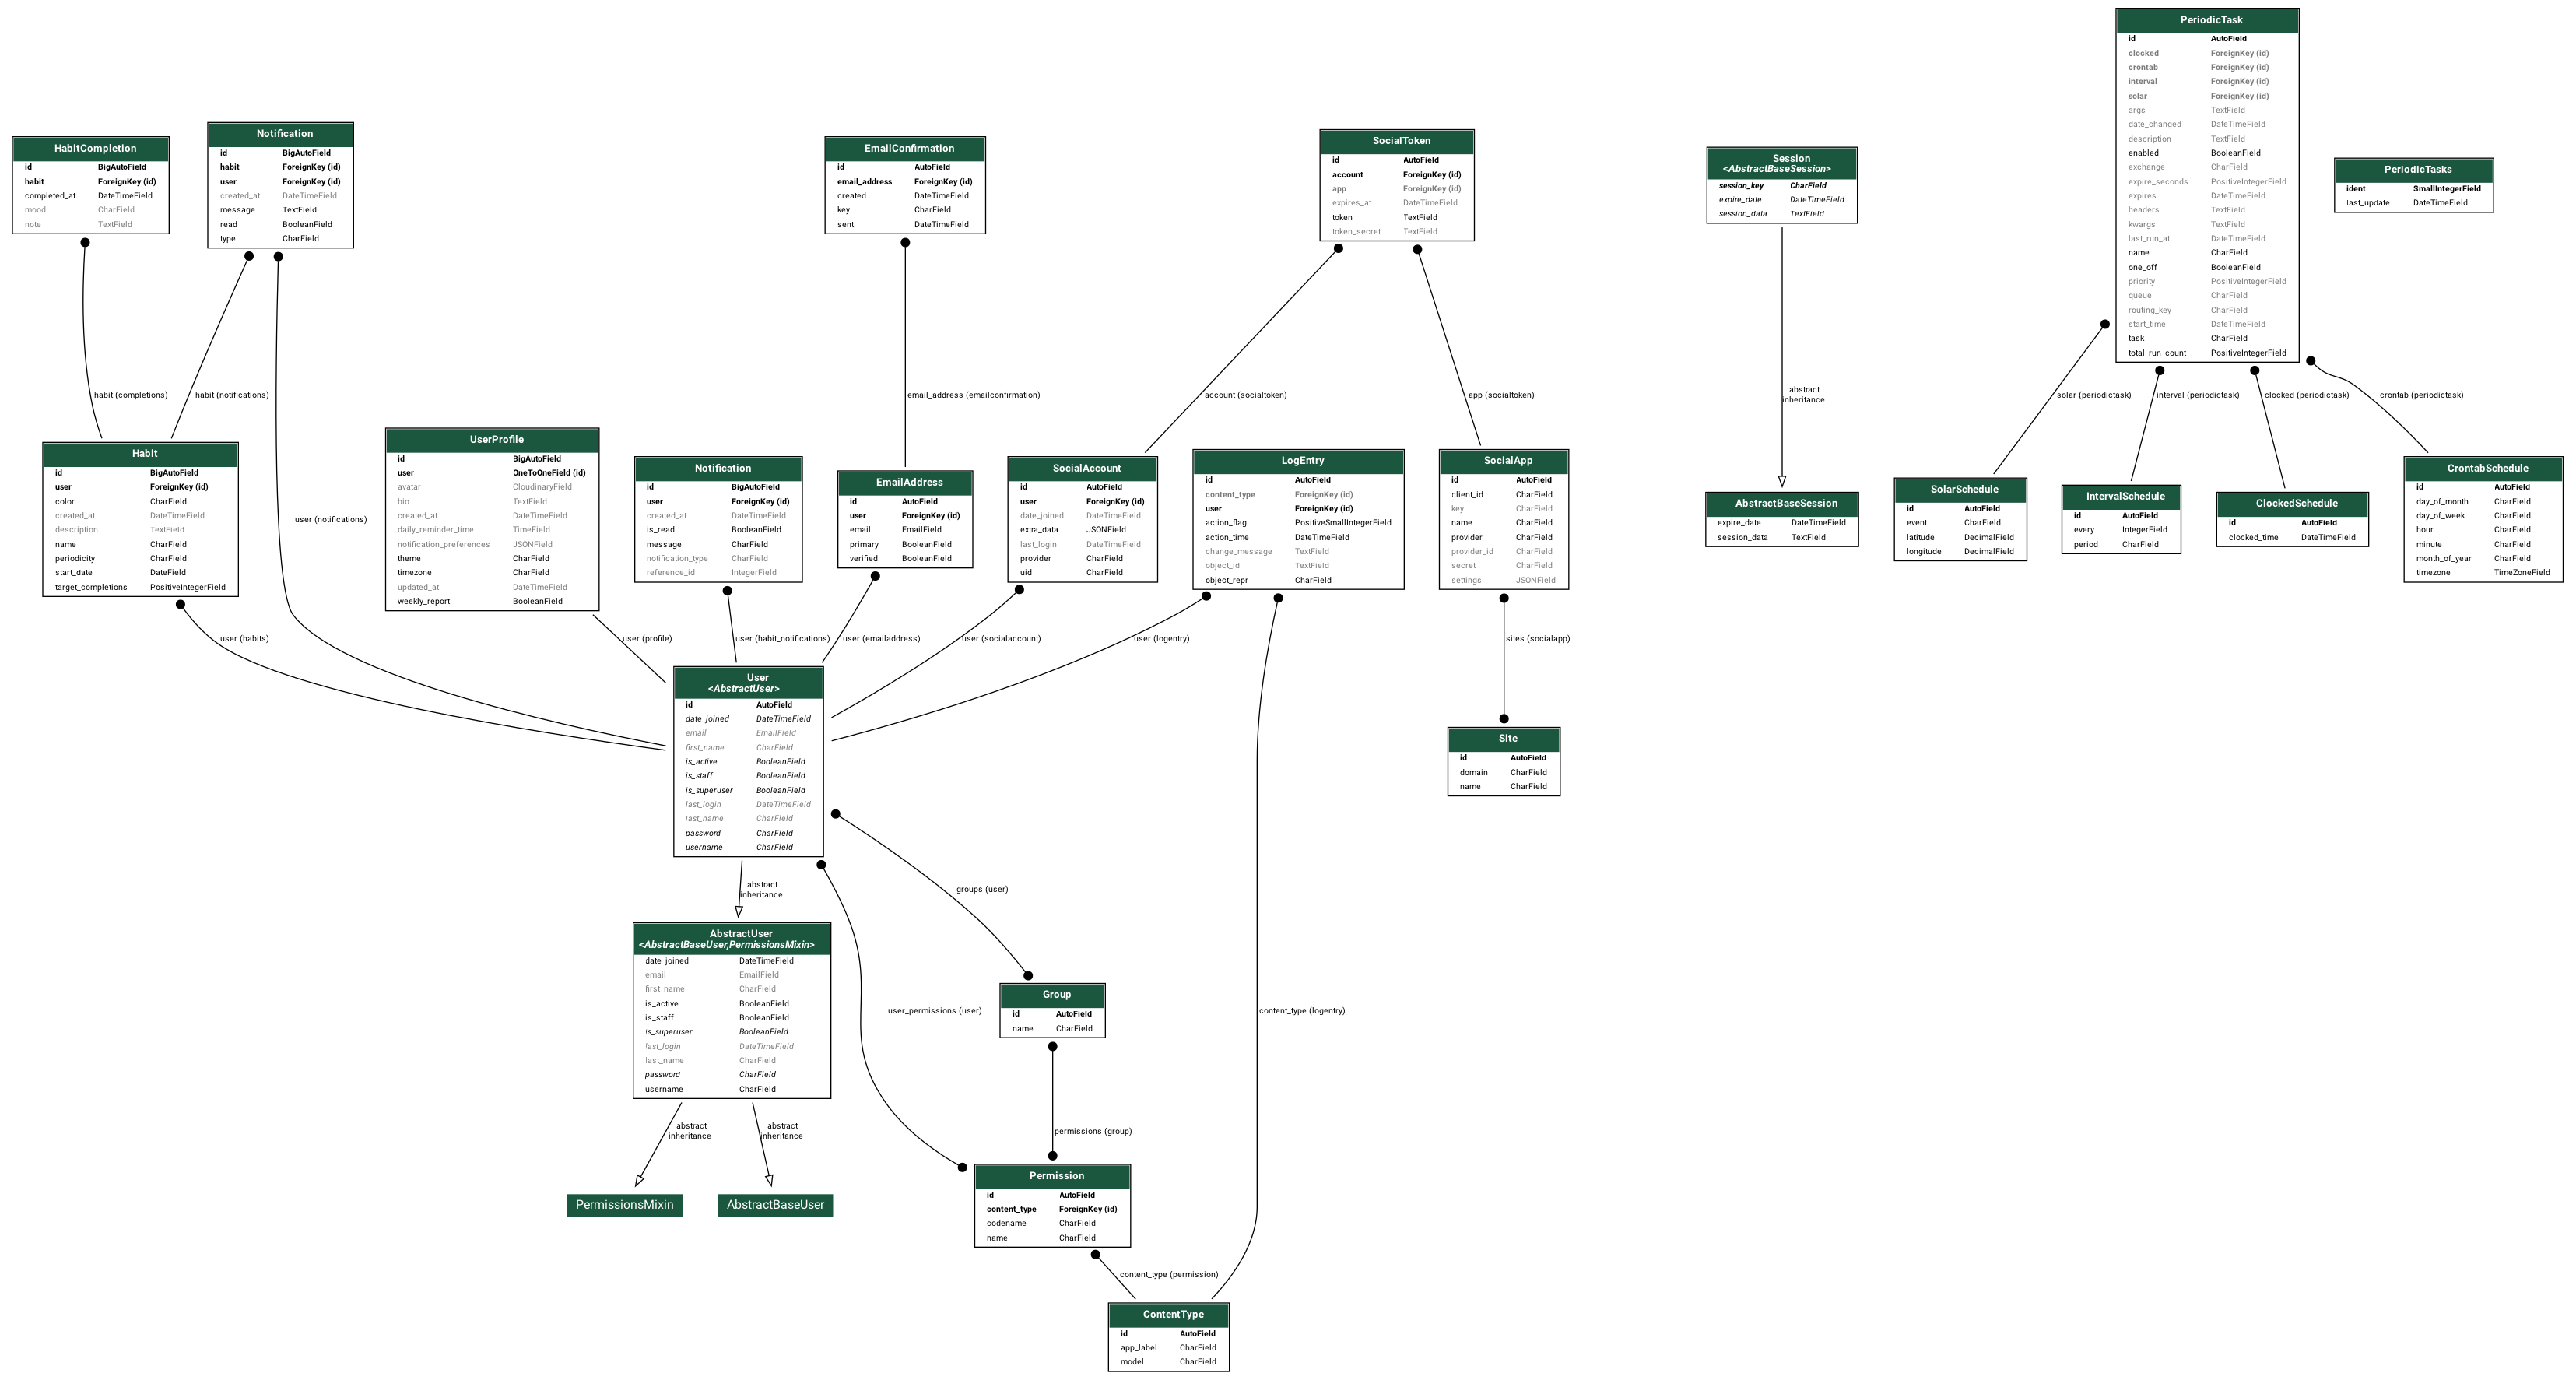 PeriodicTask
id AutoField
clocked ForeignKey (id)
crontab ForeignKey (id)
interval ForeignKey (id)
solar ForeignKey (id)
args TextField
date_changed DateTimeField
description TextField
enabled BooleanField
exchange CharField
expire_seconds PositiveIntegerField
expires DateTimeField
headers TextField
kwargs TextField
last_run_at DateTimeField
name CharField
one_off BooleanField
priority PositiveIntegerField
queue CharField
routing_key CharField
start_time DateTimeField
task CharField
total_run_count PositiveIntegerField
HabitCompletion
id BigAutoField
habit ForeignKey (id)
completed_at DateTimeField
mood CharField
note TextField
Notification
id BigAutoField
habit ForeignKey (id)
user ForeignKey (id)
created_at DateTimeField
message TextField
read BooleanField
type CharField
EmailConfirmation
id AutoField
email_address ForeignKey (id)
created DateTimeField
key CharField
sent DateTimeField
SocialToken
id AutoField
account ForeignKey (id)
app ForeignKey (id)
expires_at DateTimeField
token TextField
token_secret TextField
Session
<AbstractBaseSession>
session_key CharField
expire_date DateTimeField
session_data TextField
PeriodicTasks
ident SmallIntegerField
last_update DateTimeField
habit (completions)
habit (notifications)
email_address (emailconfirmation)
account (socialtoken)
app (socialtoken)
abstract
inheritance
solar (periodictask)
interval (periodictask)
clocked (periodictask)
crontab (periodictask)
Habit
id BigAutoField
user ForeignKey (id)
color CharField
created_at DateTimeField
description TextField
name CharField
periodicity CharField
start_date DateField
target_completions PositiveIntegerField
user (notifications)
UserProfile
id BigAutoField
user OneToOneField (id)
avatar CloudinaryField
bio TextField
created_at DateTimeField
daily_reminder_time TimeField
notification_preferences JSONField
theme CharField
timezone CharField
updated_at DateTimeField
weekly_report BooleanField
Notification
id BigAutoField
user ForeignKey (id)
created_at DateTimeField
is_read BooleanField
message CharField
notification_type CharField
reference_id IntegerField
EmailAddress
id AutoField
user ForeignKey (id)
email EmailField
primary BooleanField
verified BooleanField
SocialAccount
id AutoField
user ForeignKey (id)
date_joined DateTimeField
extra_data JSONField
last_login DateTimeField
provider CharField
uid CharField
LogEntry
id AutoField
content_type ForeignKey (id)
user ForeignKey (id)
action_flag PositiveSmallIntegerField
action_time DateTimeField
change_message TextField
object_id TextField
object_repr CharField
SocialApp
id AutoField
client_id CharField
key CharField
name CharField
provider CharField
provider_id CharField
secret CharField
settings JSONField
AbstractBaseSession
expire_date DateTimeField
session_data TextField
SolarSchedule
id AutoField
event CharField
latitude DecimalField
longitude DecimalField
IntervalSchedule
id AutoField
every IntegerField
period CharField
ClockedSchedule
id AutoField
clocked_time DateTimeField
CrontabSchedule
id AutoField
day_of_month CharField
day_of_week CharField
hour CharField
minute CharField
month_of_year CharField
timezone TimeZoneField
user (habits)
user (profile)
user (habit_notifications)
user (emailaddress)
user (socialaccount)
user (logentry)
sites (socialapp)
User
<AbstractUser>
id AutoField
date_joined DateTimeField
email EmailField
first_name CharField
is_active BooleanField
is_staff BooleanField
is_superuser BooleanField
last_login DateTimeField
last_name CharField
password CharField
username CharField
Site
id AutoField
domain CharField
name CharField
abstract
inheritance
groups (user)
AbstractUser
<AbstractBaseUser,PermissionsMixin>
date_joined DateTimeField
email EmailField
first_name CharField
is_active BooleanField
is_staff BooleanField
is_superuser BooleanField
last_login DateTimeField
last_name CharField
password CharField
username CharField
user_permissions (user)
Group
id AutoField
name CharField
content_type (logentry)
abstract
inheritance
abstract
inheritance
permissions (group)
PermissionsMixin
AbstractBaseUser
Permission
id AutoField
content_type ForeignKey (id)
codename CharField
name CharField
content_type (permission)
ContentType
id AutoField
app_label CharField
model CharField